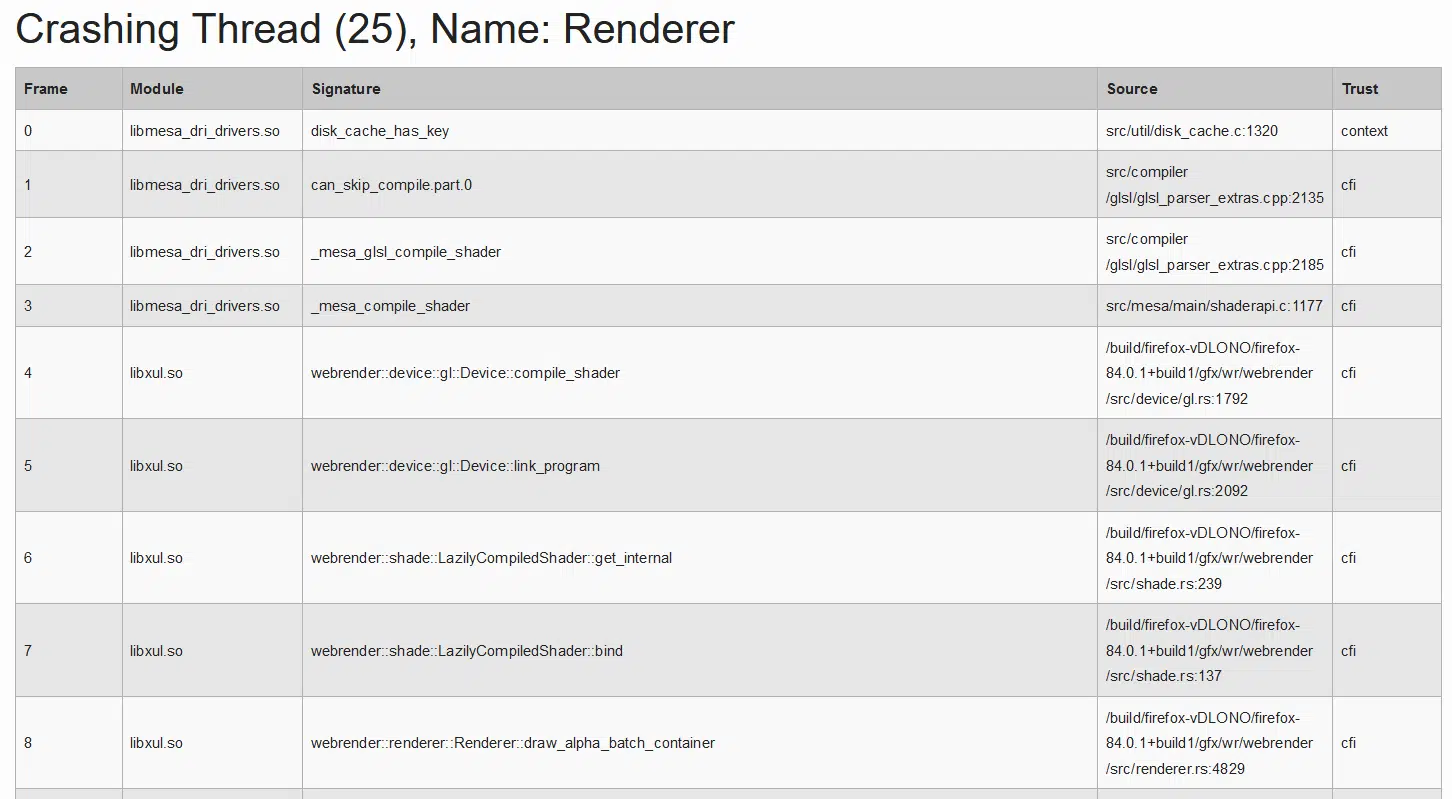 Crashing Thread (25), Name: Renderer
Frame Module Signature Source Trust
0 libmesa_dri_drivers.so disk_cache_has_key src/util/disk_cache.c:1320 context
1 libmesa_dri_drivers.so can_skip_compile.part.0 src/compiler
/glsl/glsl_parser_extras.cpp:2135 cfi
2 libmesa_dri_drivers.so _mesa_glsl_compile_shader src/compiler
/glsl/glsl_parser_extras.cpp:2185 cfi
3 libmesa_dri_drivers.so _mesa_compile_shader src/mesa/main/shaderapi.c:1177 cfi
4 libxul.so webrender::device::gl::Device::compile_shader /build/firefox-vDLONO/firefox-
84.0.1+build1/gfx/wr/webrender
/src/device/gl.rs:1792 cfi
5 libxul.so webrender::device::gl::Device::link_program /build/firefox-vDLONO/firefox-
84.0.1+build1/gfx/wr/webrender
/src/device/gl.rs:2092 cfi
6 libxul.so webrender::shade::LazilyCompiledShader::get_internal /build/firefox-vDLONO/firefox-
84.0.1+build1/gfx/wr/webrender
/src/shade.rs:239 cfi
7 libxul.so webrender::shade::LazilyCompiledShader::bind /build/firefox-vDLONO/firefox-
84.0.1+build1/gfx/wr/webrender
/src/shade.rs:137 cfi
8 libxul.so webrender::renderer::Renderer::draw_alpha_batch_container /build/firefox-vDLONO/firefox-
84.0.1+build1/gfx/wr/webrender
/src/renderer.rs:4829 cfi